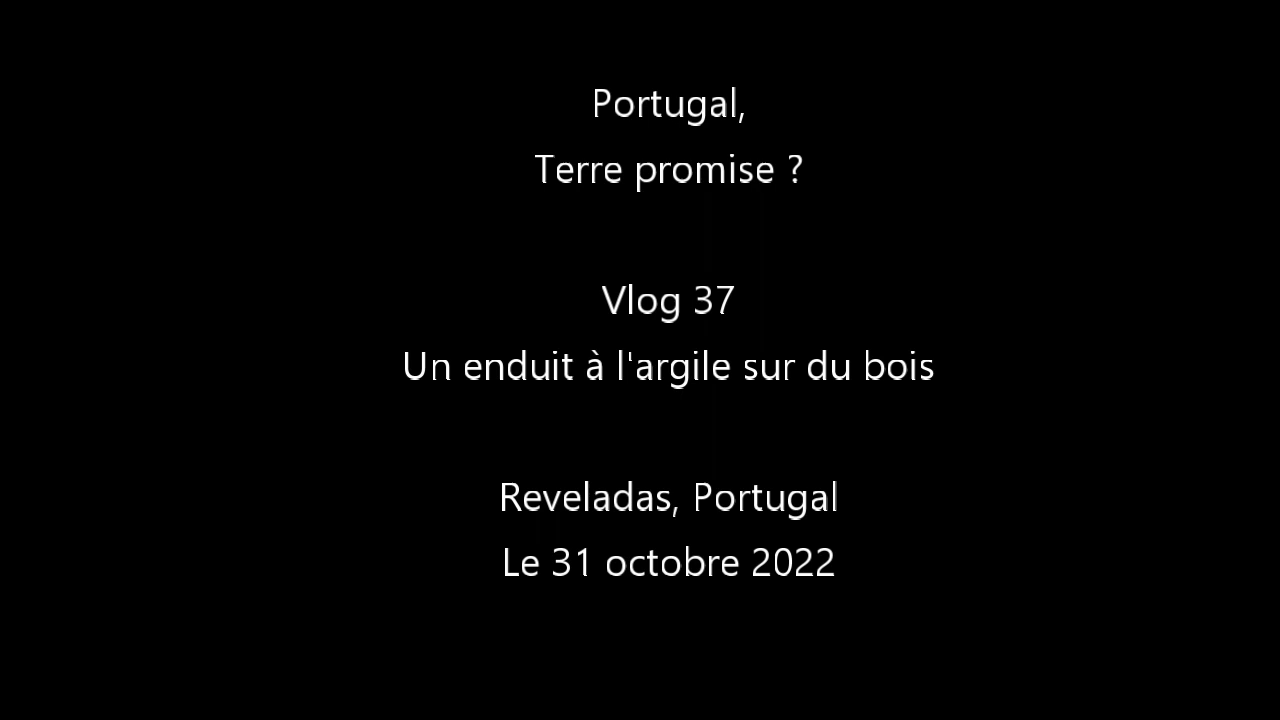 Portugal,
Terre promise ?
Vlog 37
Un enduit à l'argile sur du bois
Reveladas, Portugal
Le 31 octobre 2022